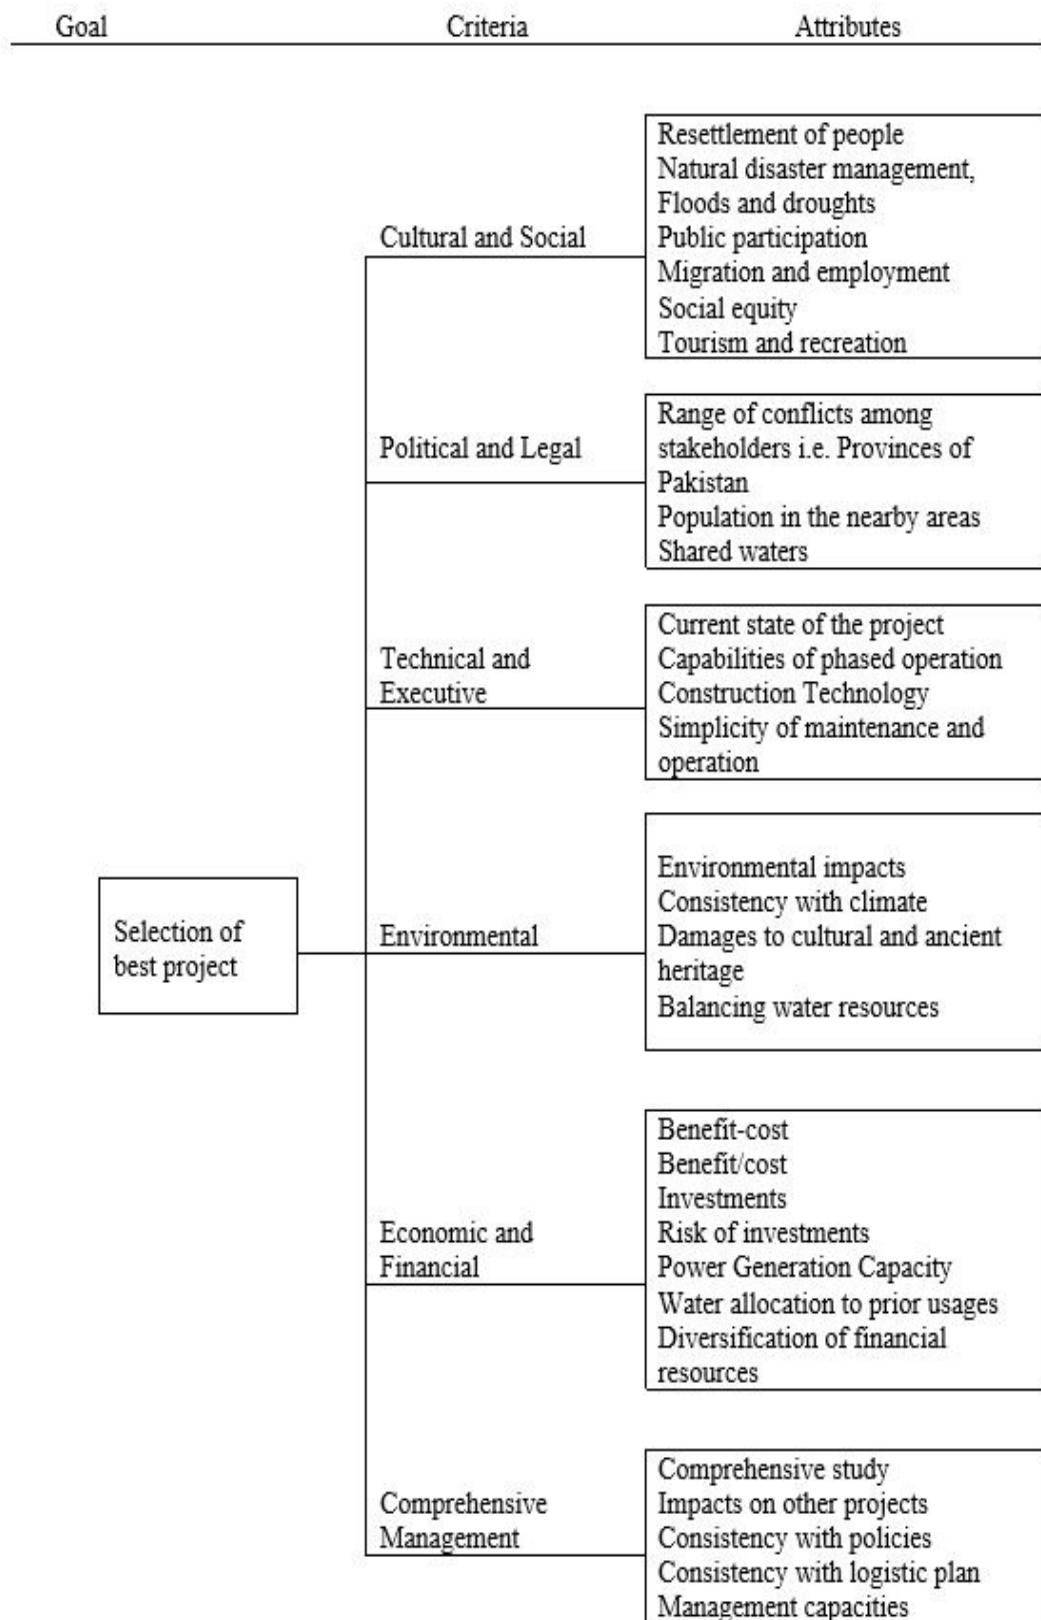 Goal Criteria Attributes
Resettlement of people
Natural disaster management,
Floods and droughts
Public participation
Migration and employment
Social equity
Tourism and recreation
Cultural and Social
Range of conflicts among
stakeholders i.e. Provinces of
Pakistan
Population in the nearby areas
Shared waters
Political and Legal
Current state of the project
Capabilities of phased operation
Construction Technology
Simplicity of maintenance and
operation
Technical and
Executive
Environmental impacts
Consistency with climate
Damages to cultural and ancient
heritage
Balancing water resources
Environmental
Selection of
best project
Benefit-cost
Benefit/cost
Investments
Risk of investments
Power Generation Capacity
Water allocation to prior usages
Diversification of financial
resources
Economic and
Financial
Comprehensive study
Impacts on other projects
Consistency with policies
Consistency with logistic plan
Management capacities
Comprehensive
Management